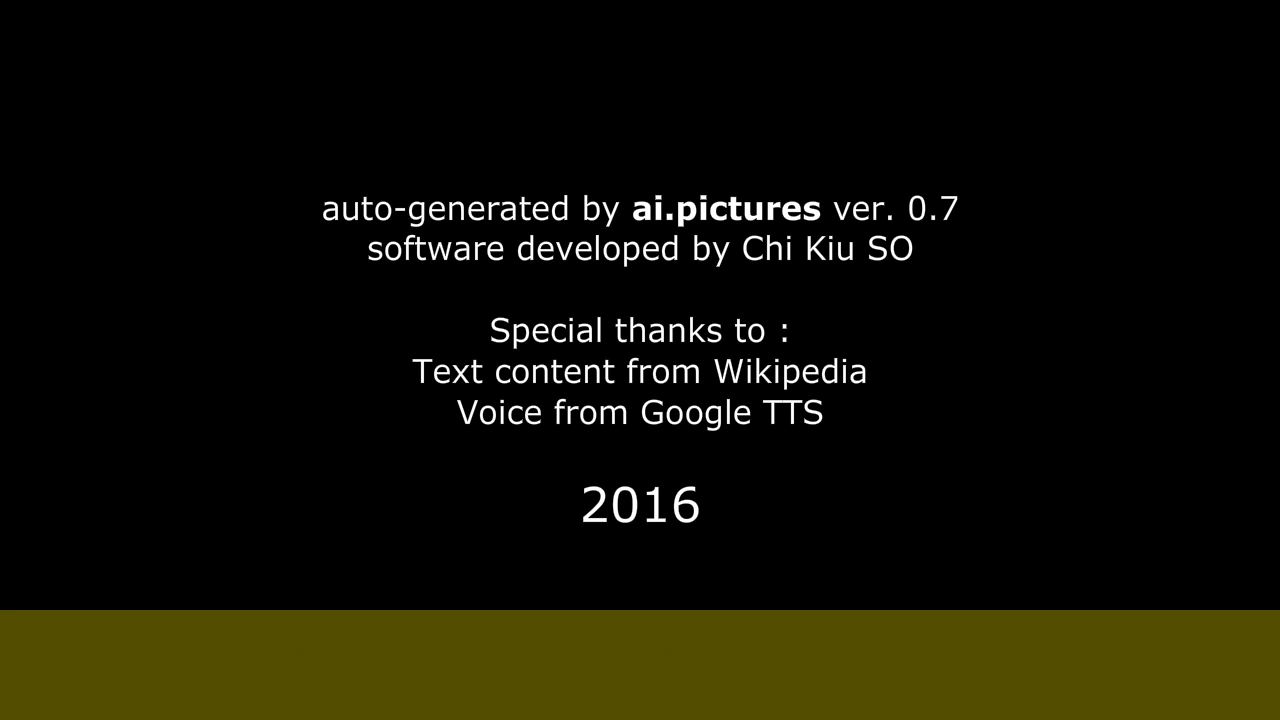 auto-generated by ai.pictures ver. 0.7
software developed by Chi Kiu SO
Special thanks to :
Text content from Wikipedia
Voice from Google TTS
2016